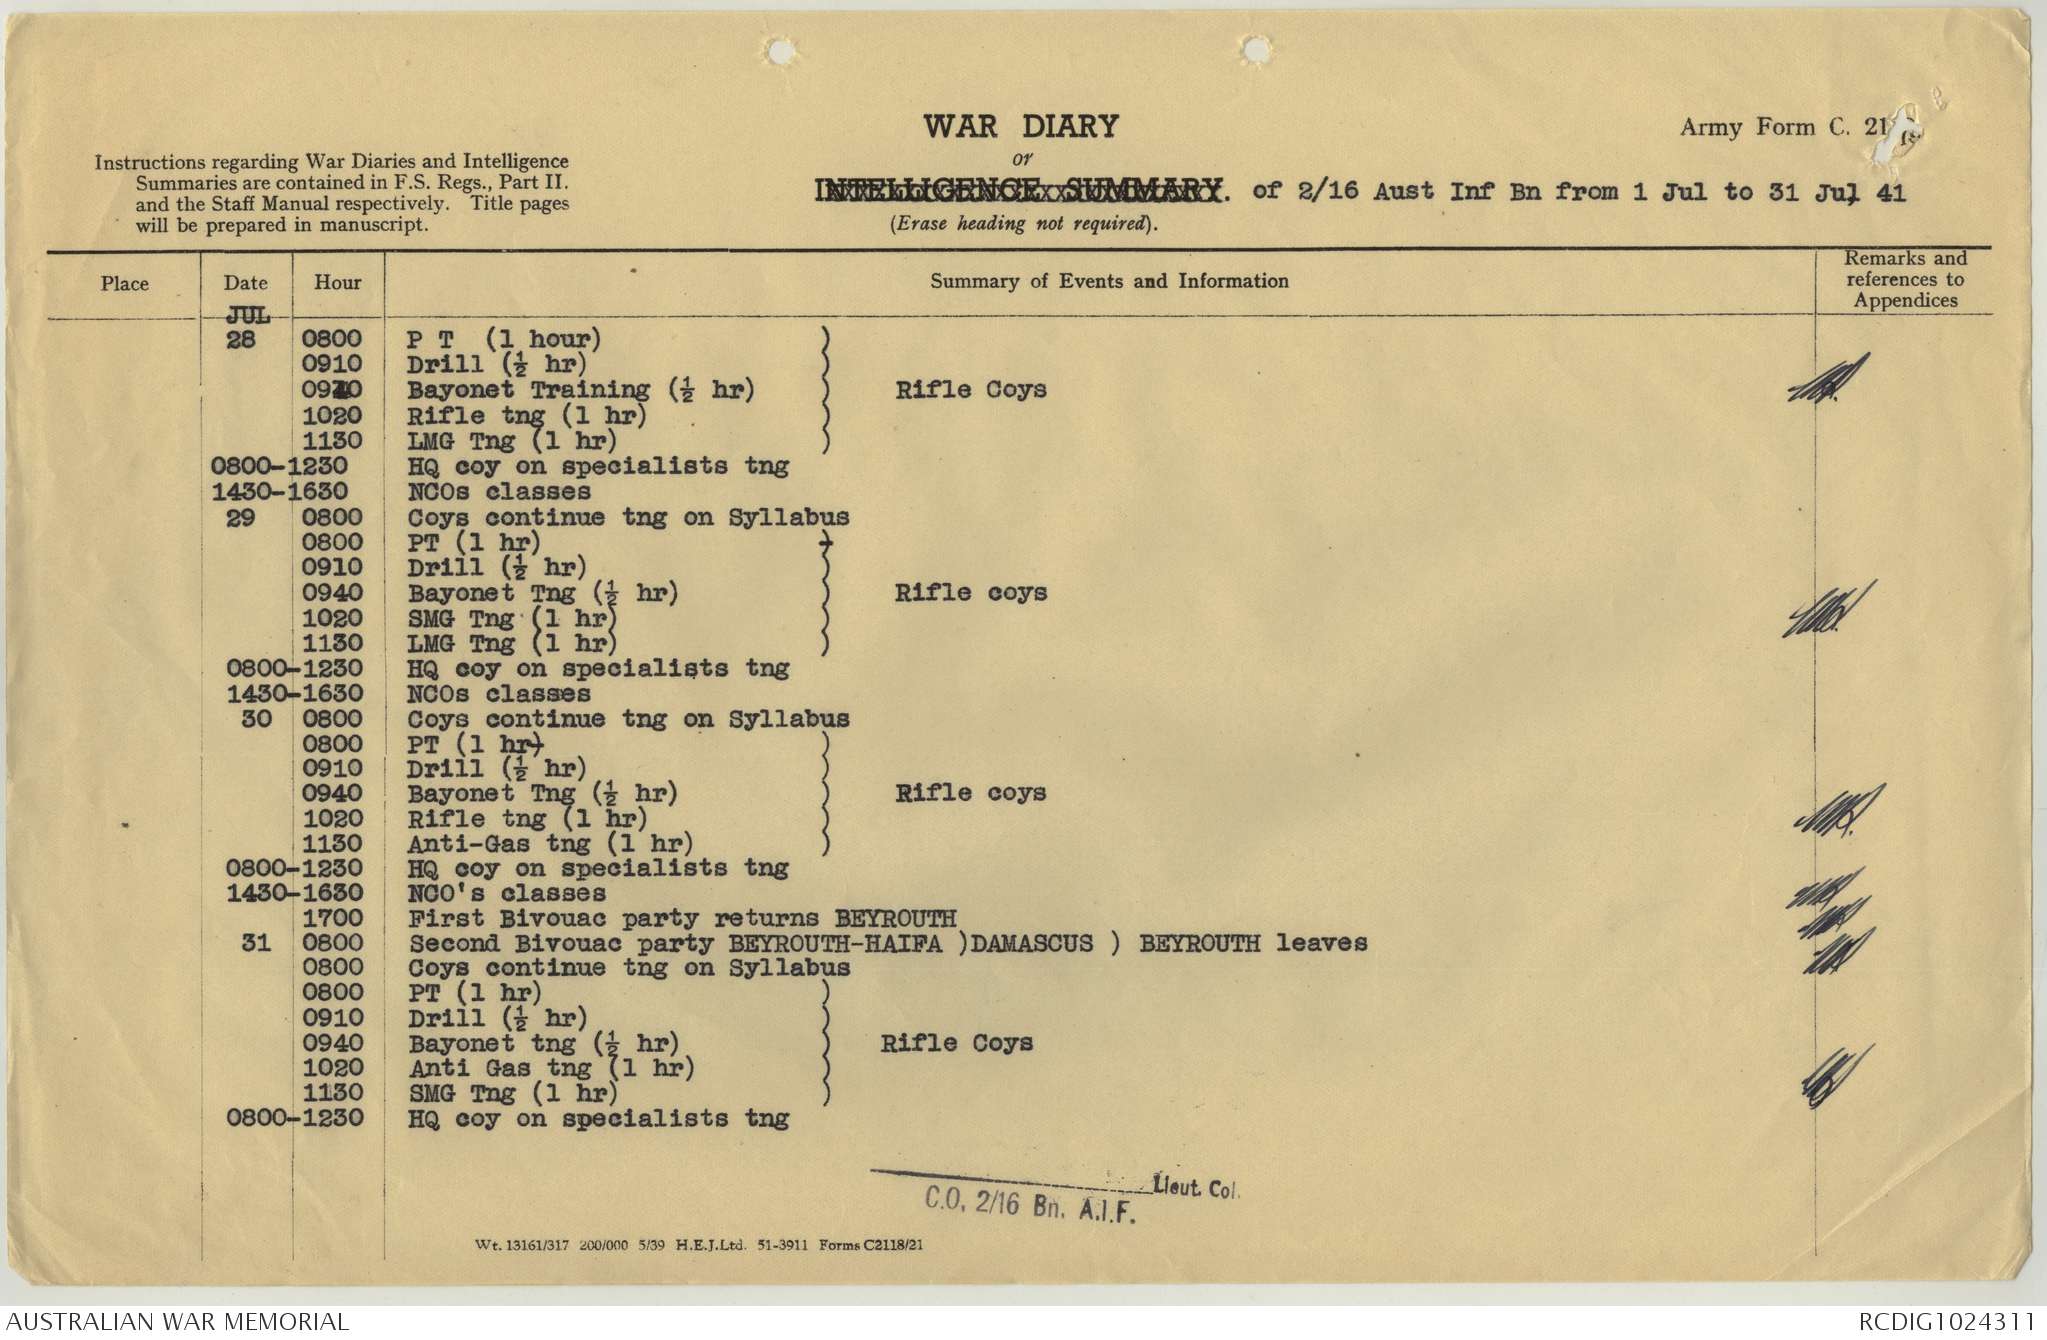 WAR DIARY
Army Form C. 21
or
Instructions regarding War Diaries and Intelligence
Summaries are contained in F.S. Regs., Part II.
and the Staff Manual respectively. Title pages
will be prepared in manuscript.
INTELLIGENCE SUMMARY. of 2/16 Aust Inf Bn from 1 Jul to 31 Jul, 41
(Erase heading not required).
Place Date Hour Summary of Events and Information Remarks and references to Appendices
JUL
28 0800 P T (1 hour) )
0910 Drill (½ hr) )
0940 Bayonet Training (½ hr) ) Rifle Coys
1020 Rifle tng (1 hr) )
1130 LMG Tng (1 hr) )
0800-1230 HQ coy on specialists tng
1430-1630 NCOs classes
29 0800 Coys continue tng on Syllabus
0800 PT (1 hr) )
0910 Drill (½ hr) )
0940 Bayonet Tng (½ hr) ) Rifle coys
1020 SMG Tng (1 hr) )
1130 LMG Tng (1 hr) )
0800-1230 HQ coy on specialists tng
1430-1630 NCOs classes
30 0800 Coys continue tng on Syllabus
0800 PT (1 hr) )
0910 Drill (½ hr) )
0940 Bayonet Tng (½ hr) ) Rifle coys
1020 Rifle tng (1 hr) )
1130 Anti-Gas tng (1 hr) )
0800-1230 HQ coy on specialists tng
1430-1630 NCO's classes
1700 First Bivouac party returns BEYROUTH
31 0800 Second Bivouac party BEYROUTH-HAIFA )DAMASCUS ) BEYROUTH leaves
0800 Coys continue tng on Syllabus
0800 PT (1 hr) )
0910 Drill (½ hr) )
0940 Bayonet tng (½ hr) ) Rifle Coys
1020 Anti Gas tng (1 hr) )
1130 SMG Tng (1 hr) )
0800-1230 HQ coy on specialists tng
Lieut. Col.
C.O, 2/16 Bn. A.I.F.
Wt. 13161/317 200/000 5/39 H.E.J.Ltd. 51-3911 Forms C2118/21
AUSTRALIAN WAR MEMORIAL
RCDIG1024311